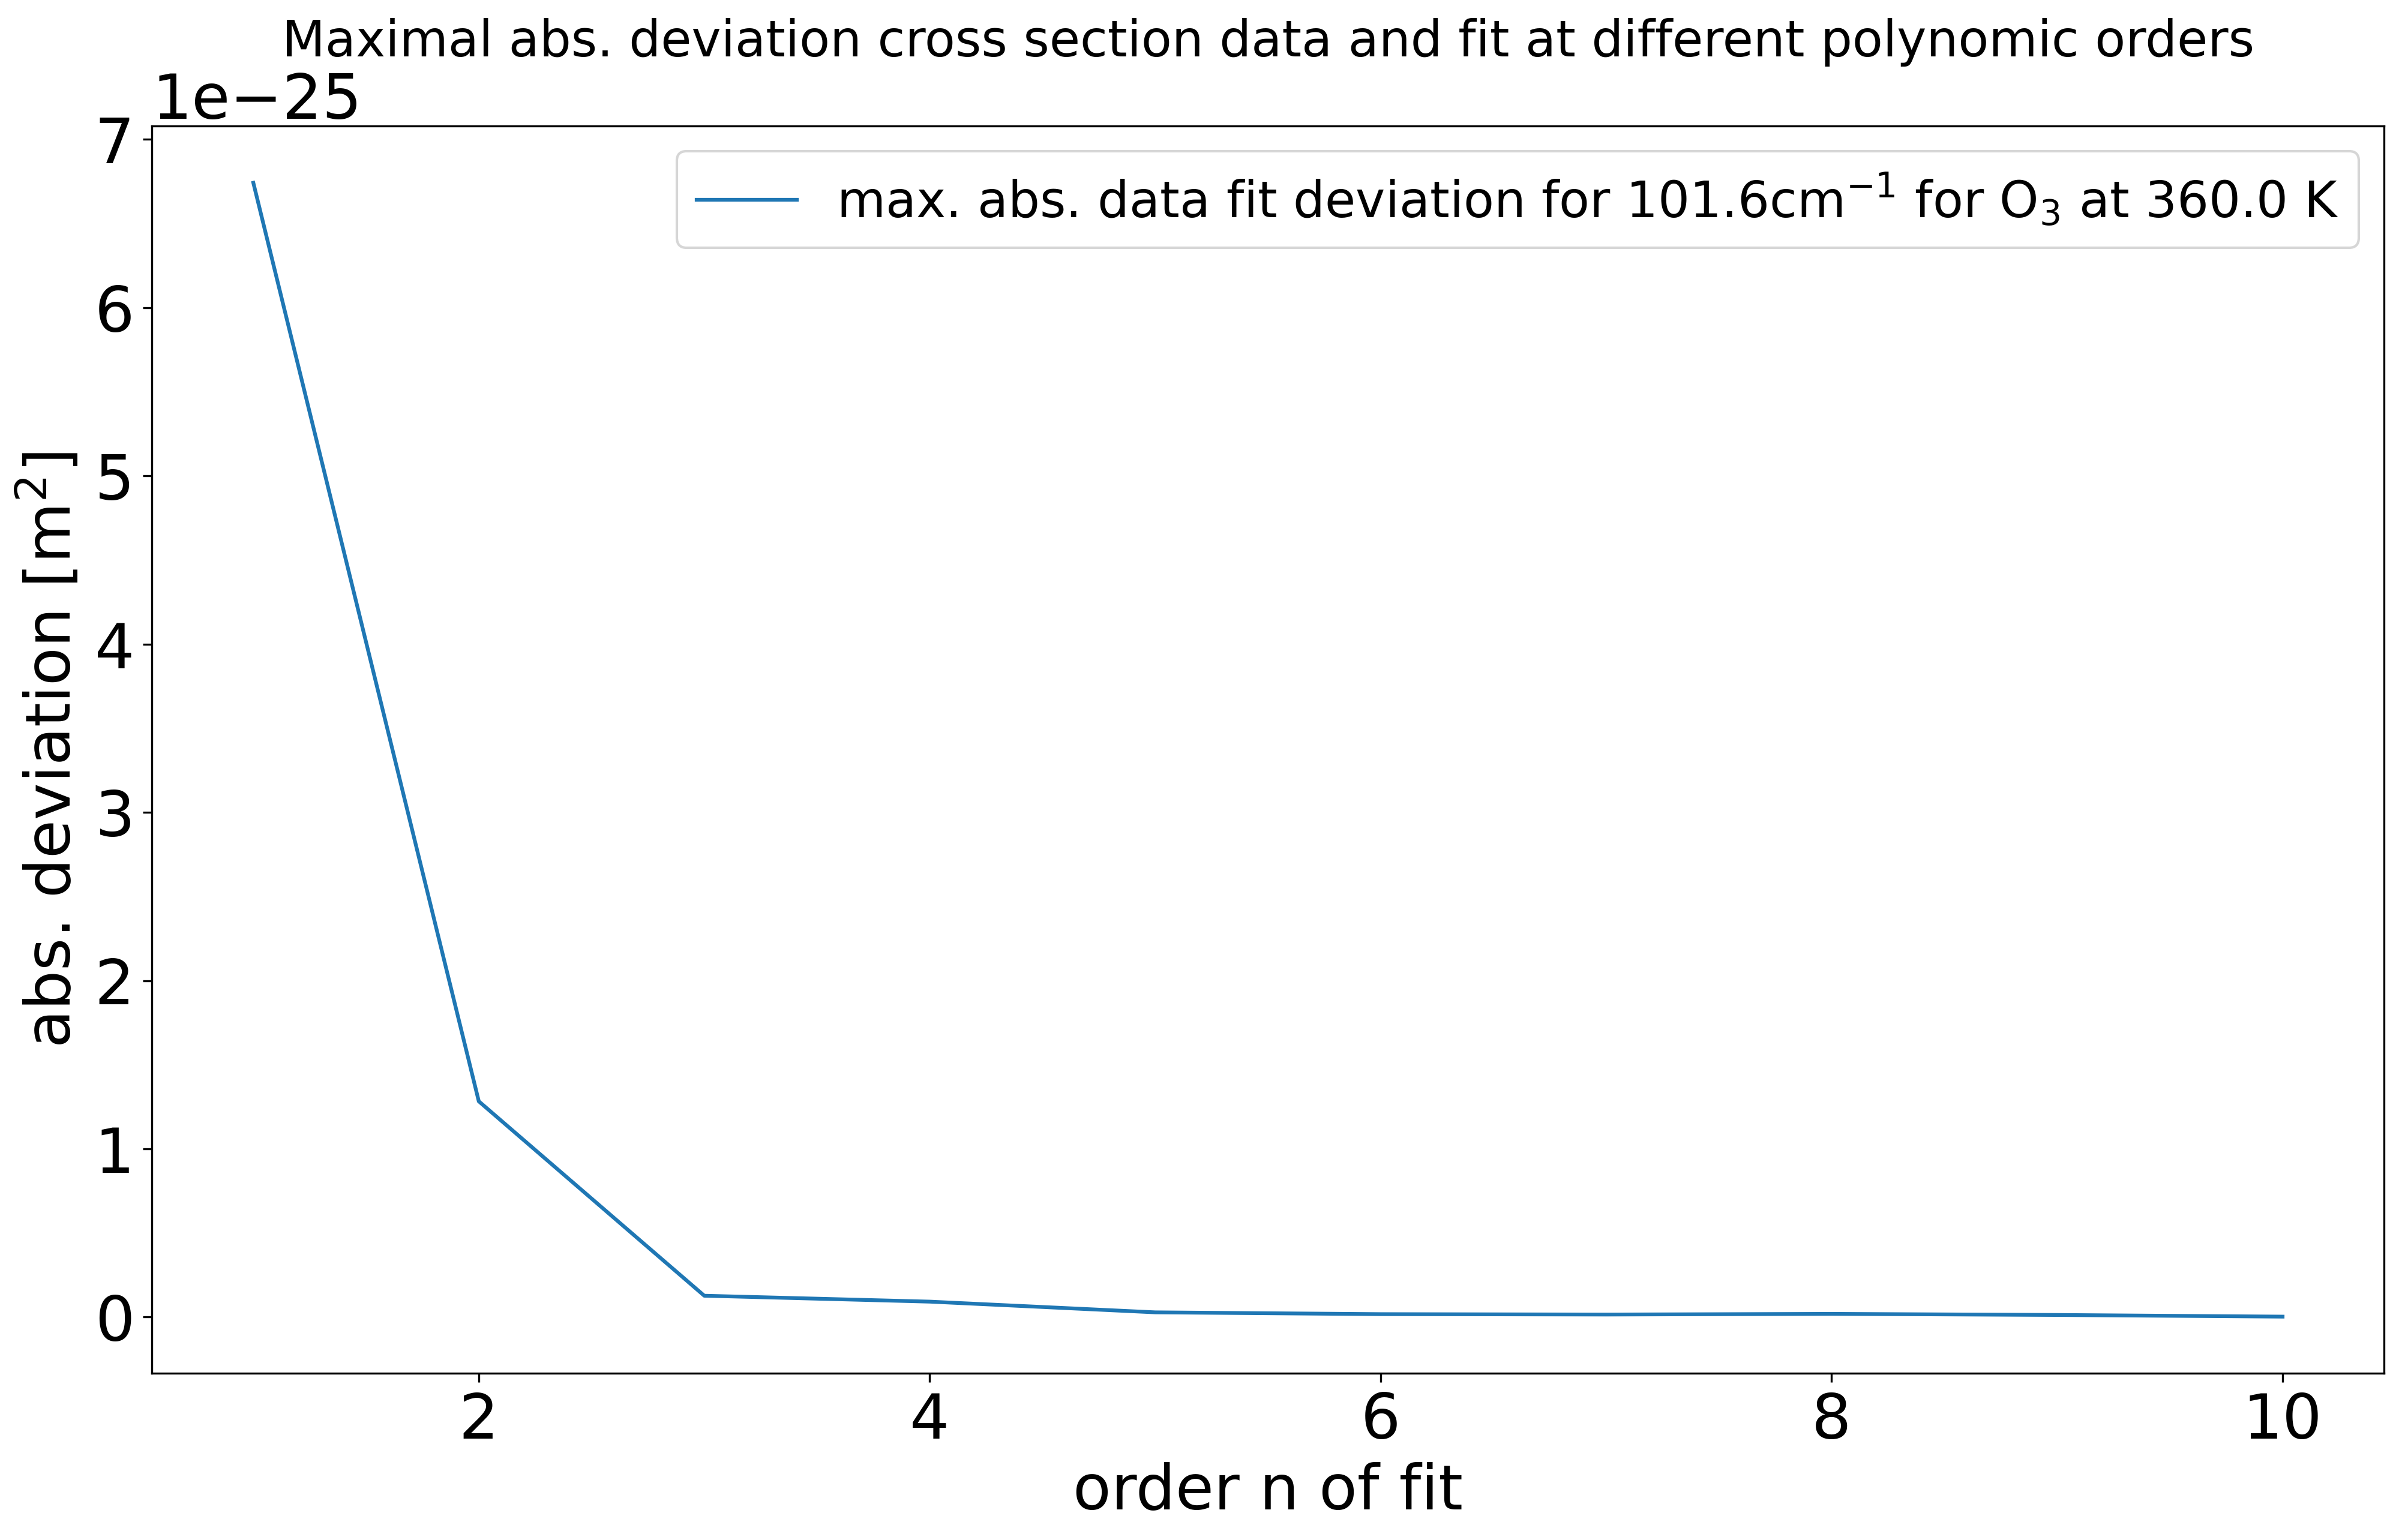 Maximal abs. deviation cross section data and fit at different polynomic orders
1e−25
max. abs. data fit deviation for 101.6cm⁻¹ for O₃ at 360.0 K
abs. deviation [m²]
7
6
5
4
3
2
1
0
2 4 6 8 10
order n of fit